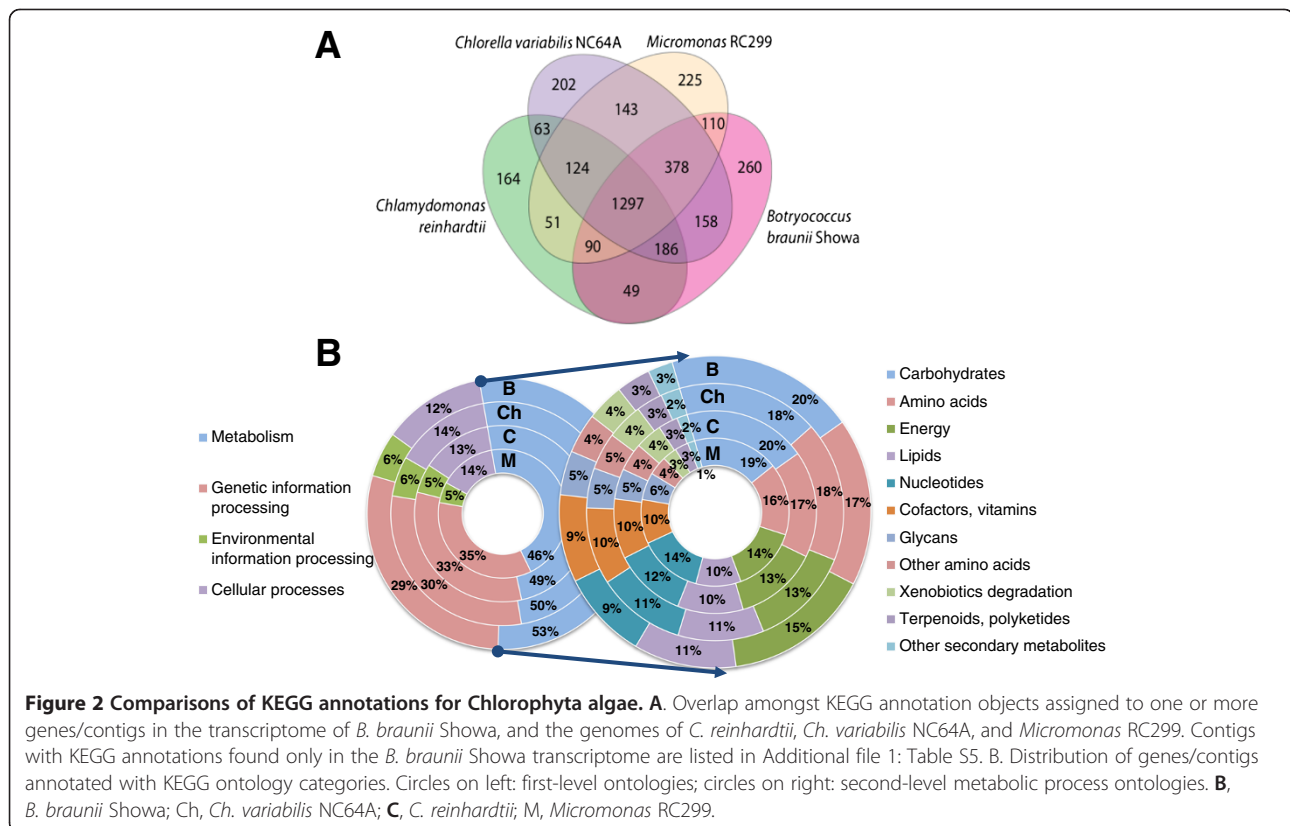 A
Chlorella variabilis NC64A
Micromonas RC299
202
225
143
63
110
124
378
164
260
Chlamydomonas
reinhardtii
1297
51
158
Botryococcus
braunii Showa
90
186
49
B
Metabolism
Genetic information
processing
Environmental
information processing
Cellular processes
B
Ch
C
M
12%
14%
13%
14%
6%
6%
5%
5%
35%
33%
30%
29%
46%
49%
50%
53%
B
Ch
C
M
20%
18%
20%
19%
17%
18%
17%
16%
15%
13%
13%
14%
11%
11%
10%
10%
9%
11%
12%
14%
9%
10%
10%
10%
5%
5%
5%
6%
4%
5%
4%
4%
4%
4%
4%
3%
3%
3%
3%
3%
3%
2%
2%
1%
Carbohydrates
Amino acids
Energy
Lipids
Nucleotides
Cofactors, vitamins
Glycans
Other amino acids
Xenobiotics degradation
Terpenoids, polyketides
Other secondary metabolites
Figure 2 Comparisons of KEGG annotations for Chlorophyta algae. A. Overlap amongst KEGG annotation objects assigned to one or more
genes/contigs in the transcriptome of B. braunii Showa, and the genomes of C. reinhardtii, Ch. variabilis NC64A, and Micromonas RC299. Contigs
with KEGG annotations found only in the B. braunii Showa transcriptome are listed in Additional file 1: Table S5. B. Distribution of genes/contigs
annotated with KEGG ontology categories. Circles on left: first-level ontologies; circles on right: second-level metabolic process ontologies. B,
B. braunii Showa; Ch, Ch. variabilis NC64A; C, C. reinhardtii; M, Micromonas RC299.